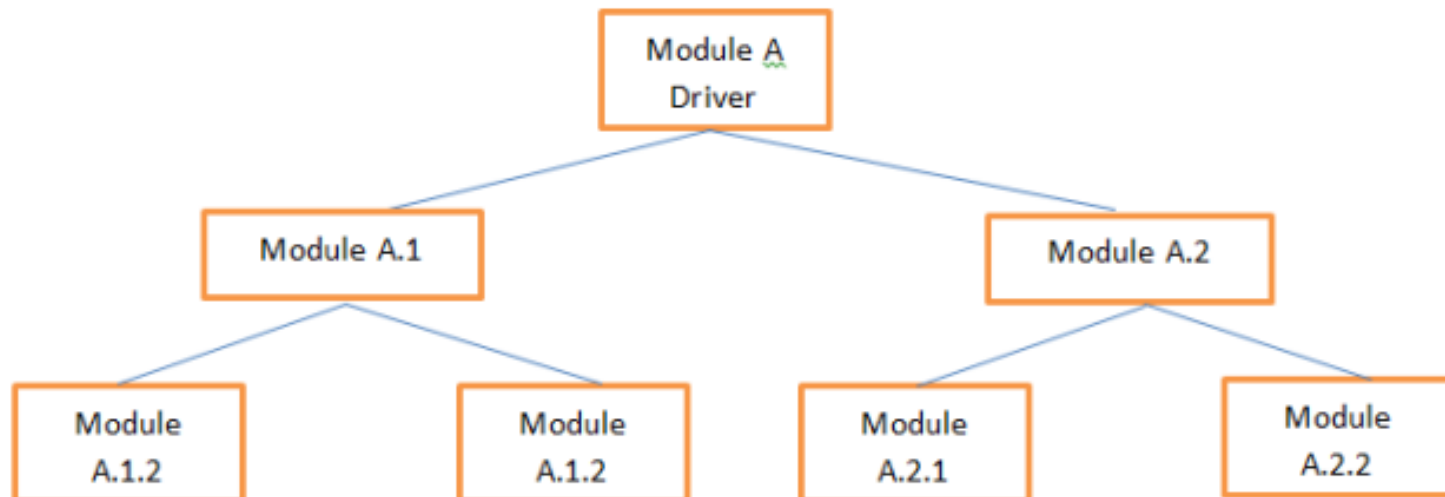 Module A
Driver
Module A.1
Module A.2
Module
A.1.2
Module
A.1.2
Module
A.2.1
Module
A.2.2